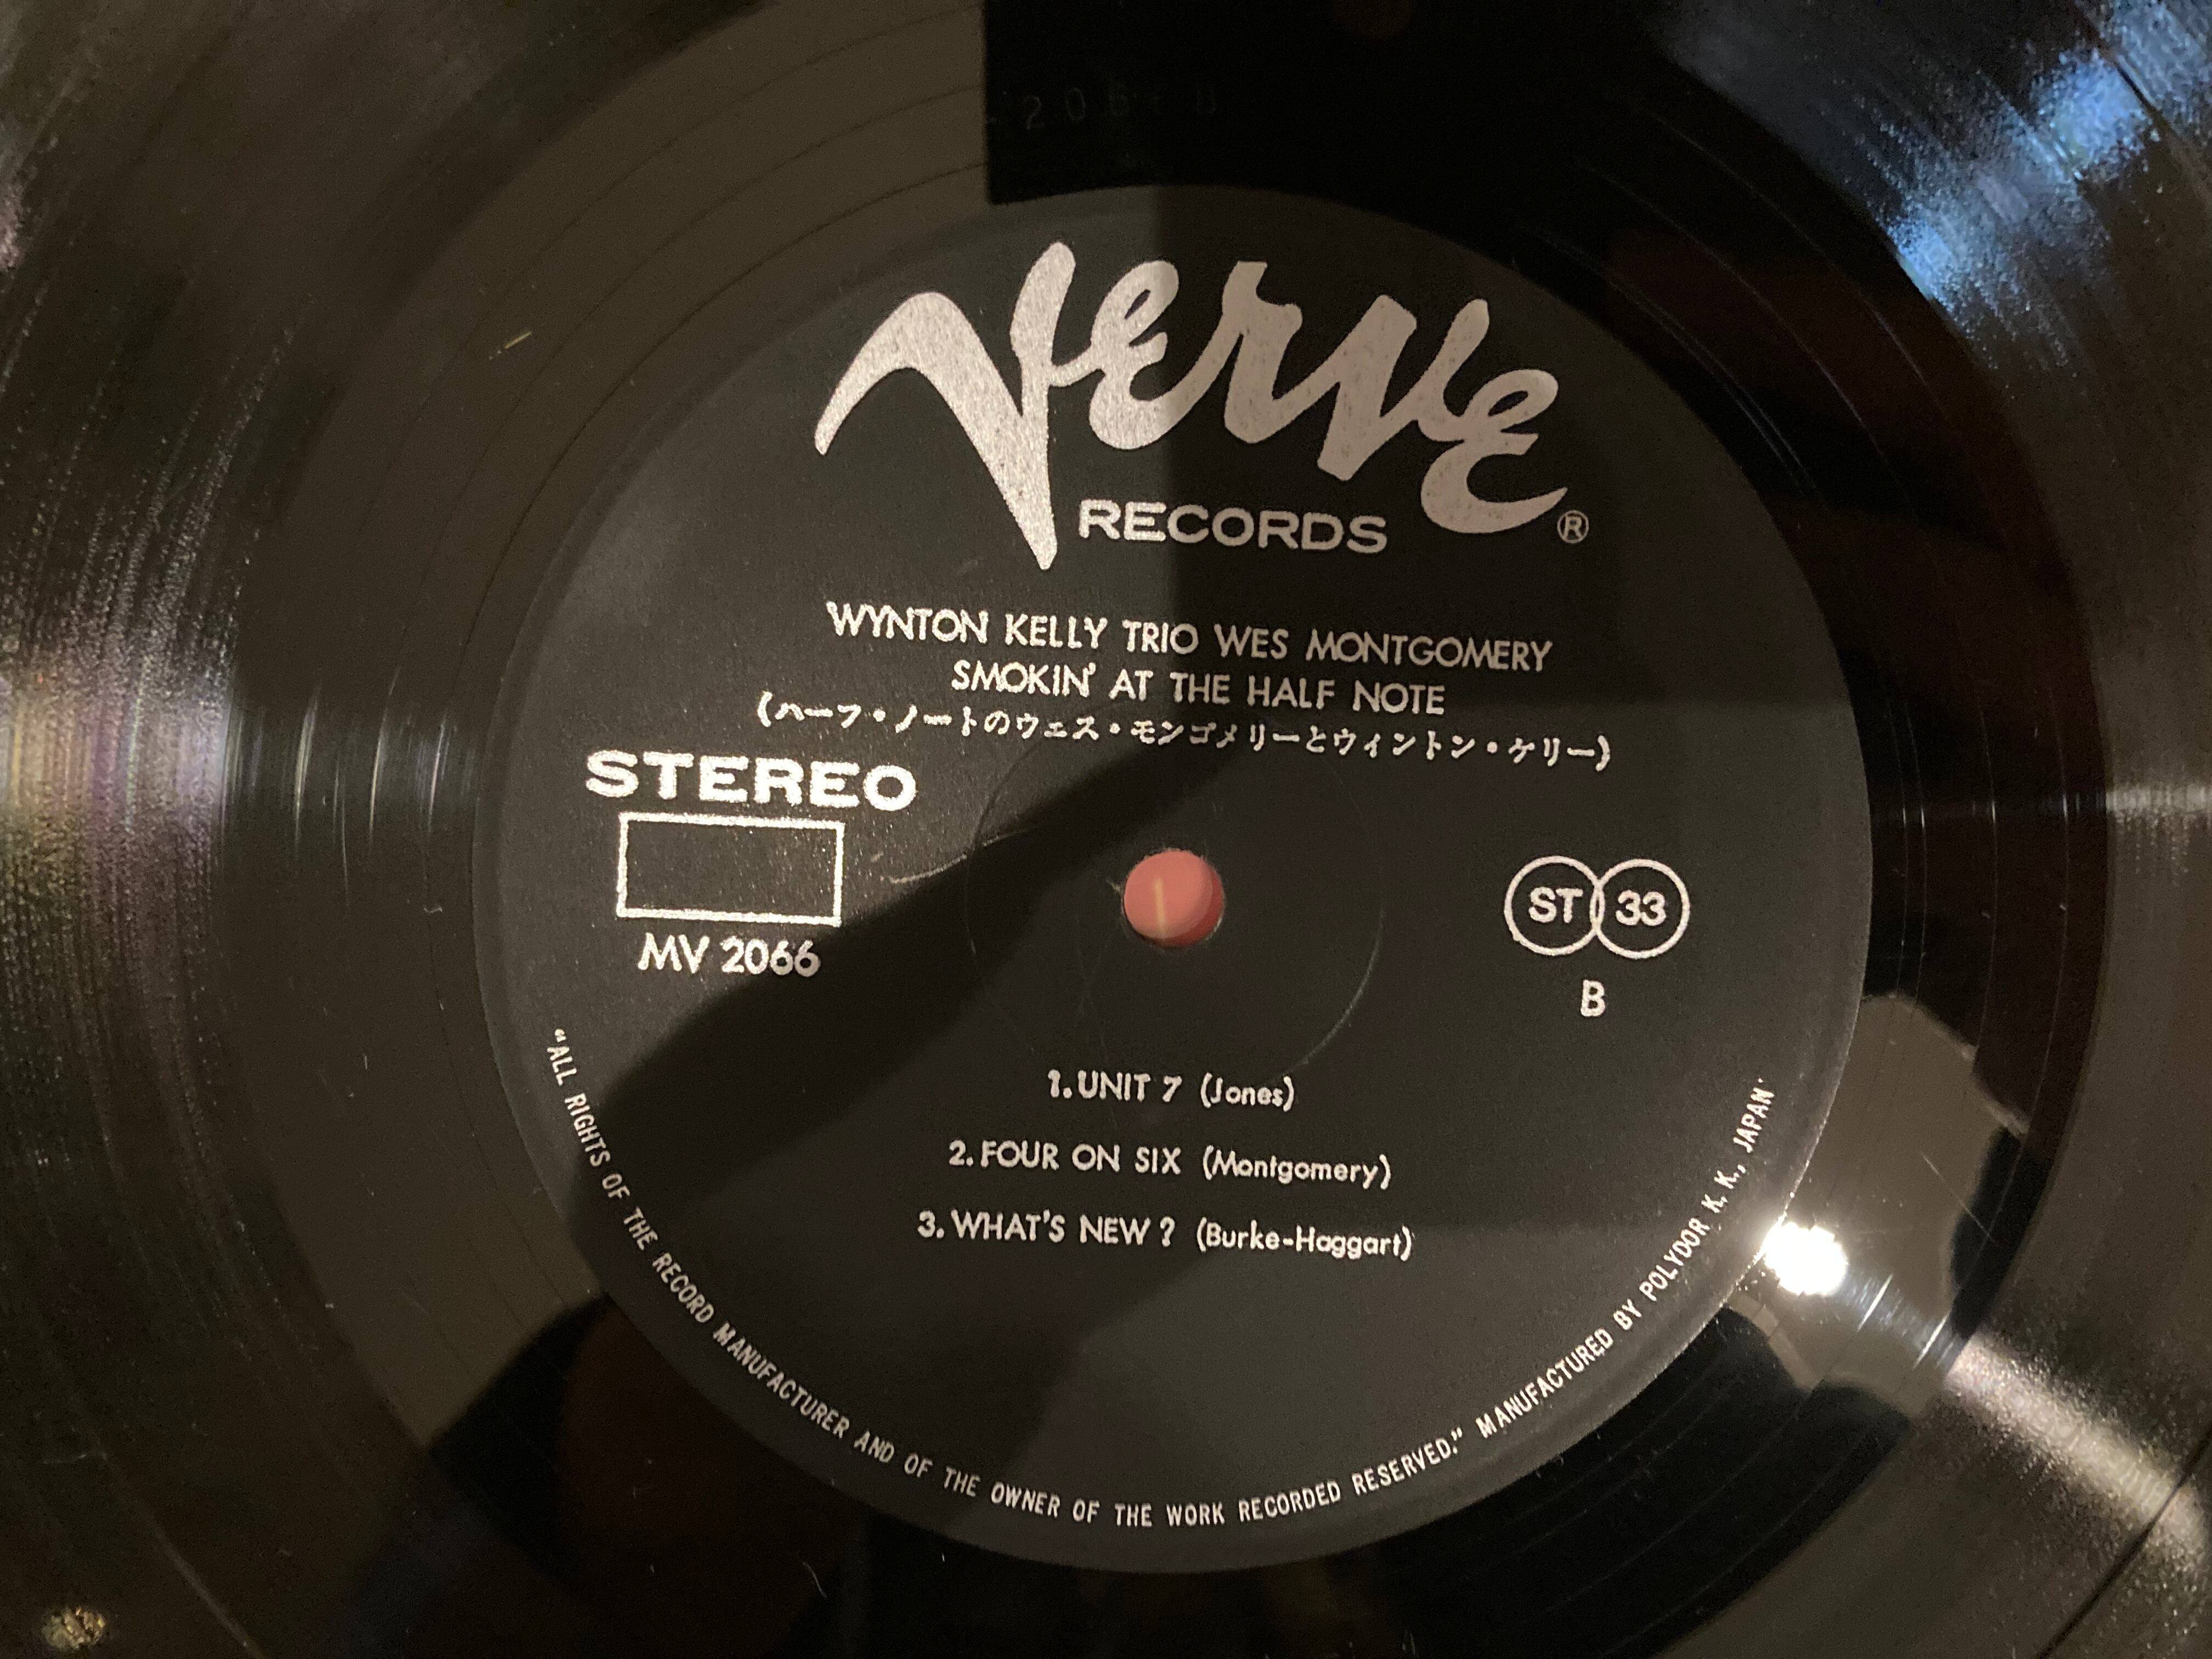 Verve
RECORDS ®
WYNTON KELLY TRIO WES MONTGOMERY
SMOKIN' AT THE HALF NOTE
(ハーフ・ノートのウェス・モンゴメリーとウィントン・ケリー)
STEREO
MV 2066
ST 33
B
1. UNIT 7 (Jones)
2. FOUR ON SIX (Montgomery)
3. WHAT'S NEW? (Burke-Haggart)
"ALL RIGHTS OF THE RECORD MANUFACTURER AND OF THE OWNER OF THE WORK RECORDED RESERVED." MANUFACTURED BY POLYDOR K. K., JAPAN